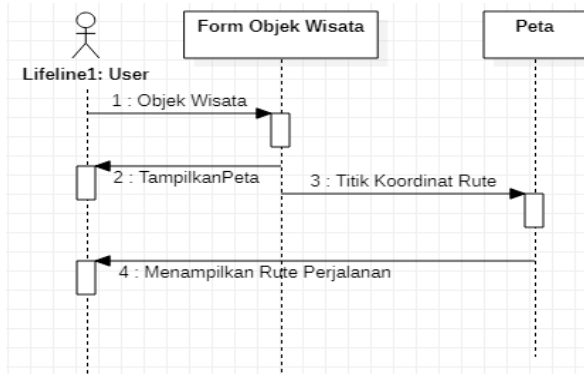 Form Objek Wisata
Peta
Lifeline1: User
1 : Objek Wisata
2 : TampilkanPeta
3 : Titik Koordinat Rute
4 : Menampilkan Rute Perjalanan